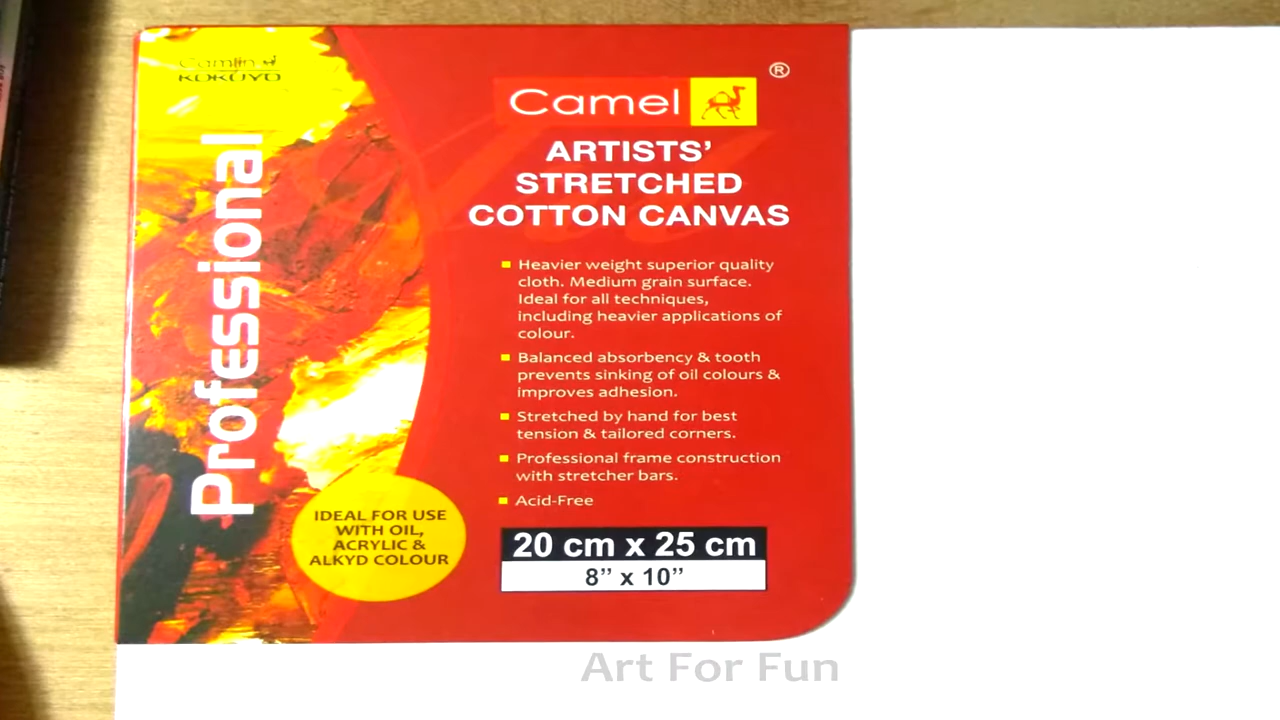 Camlin
KOKUYO
Professional
Camel
®
ARTISTS’
STRETCHED
COTTON CANVAS
Heavier weight superior quality
cloth. Medium grain surface.
Ideal for all techniques,
including heavier applications of
colour.
Balanced absorbency & tooth
prevents sinking of oil colours &
improves adhesion.
Stretched by hand for best
tension & tailored corners.
Professional frame construction
with stretcher bars.
Acid-Free
IDEAL FOR USE
WITH OIL,
ACRYLIC &
ALKYD COLOUR
20 cm x 25 cm
8” x 10”
Art For Fun